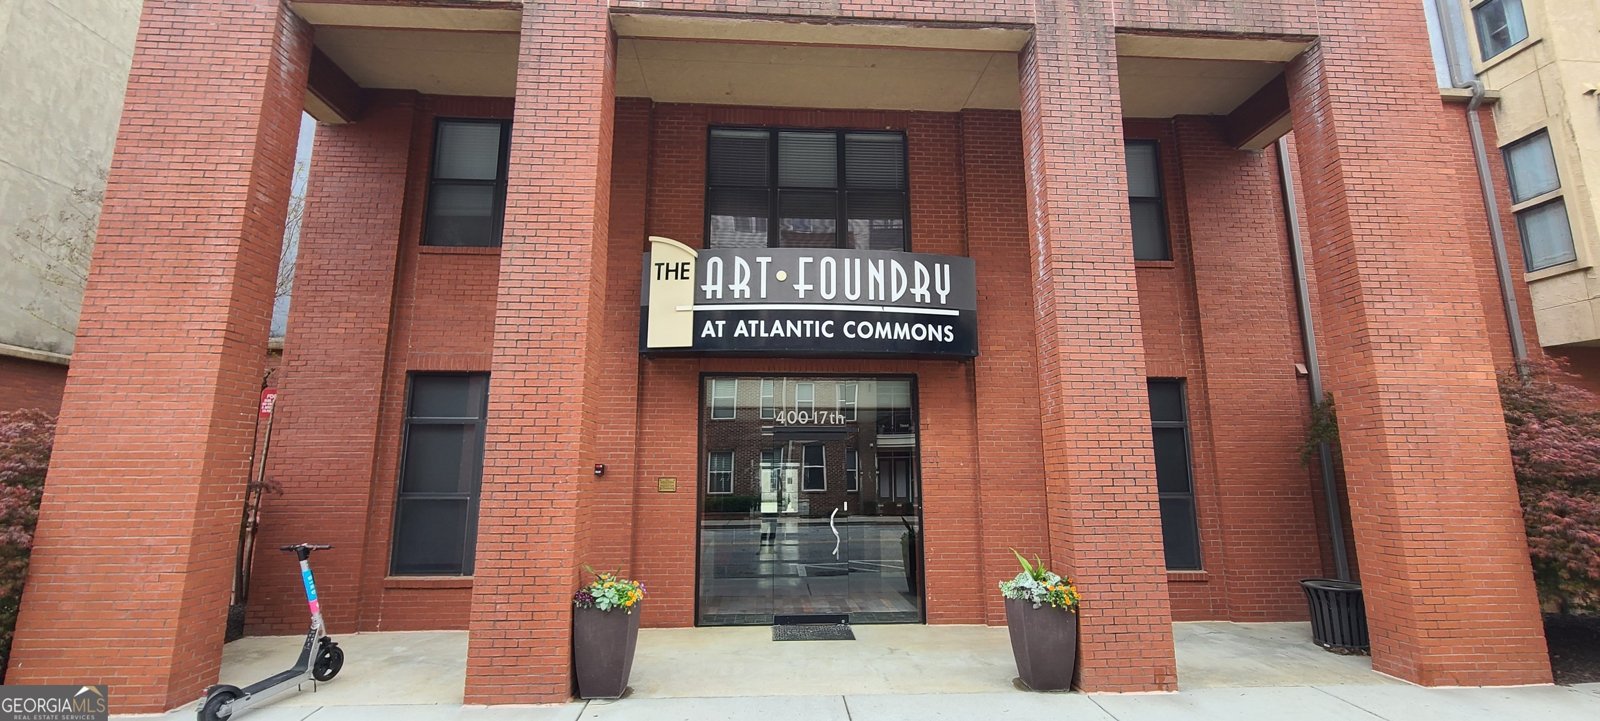 THE ART·FOUNDRY
AT ATLANTIC COMMONS
400 17th
GEORGIAMLS
REAL ESTATE SERVICES